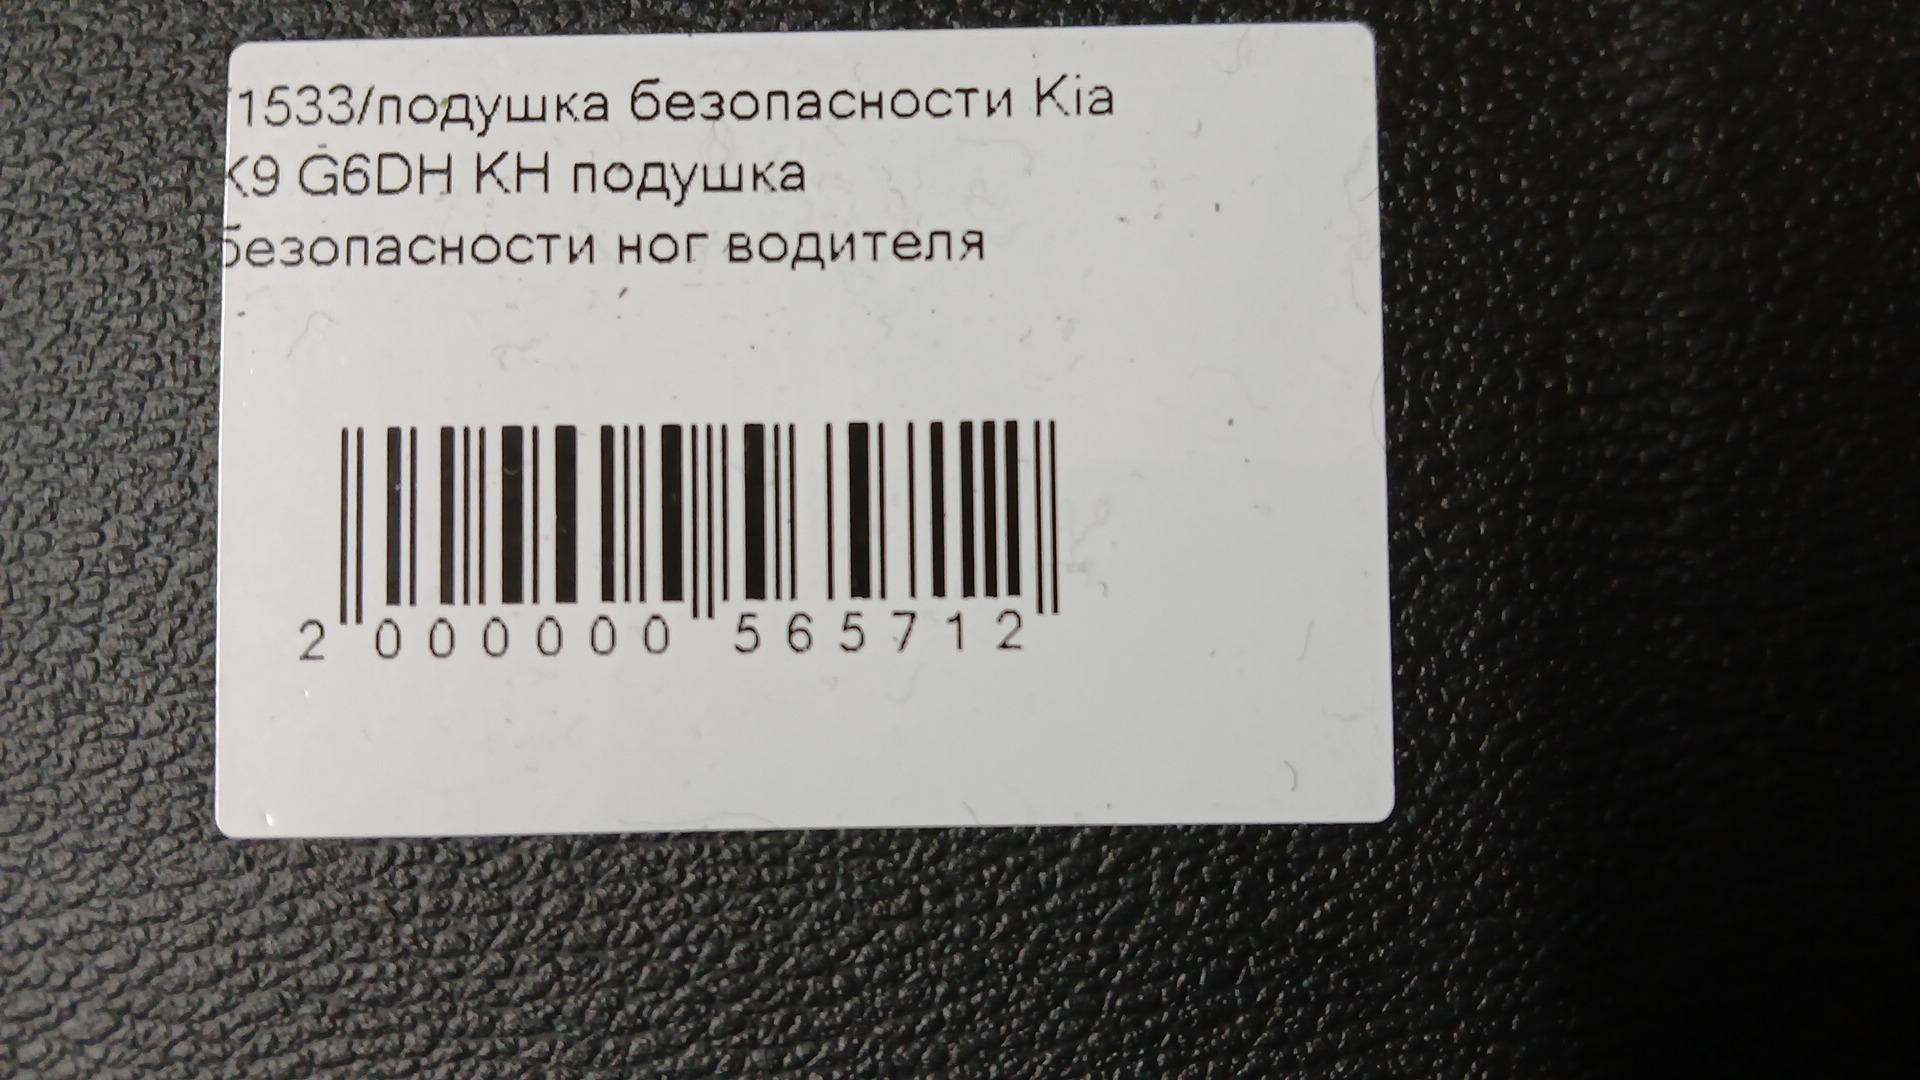 1533/подушка безопасности Kia
K9 G6DH KH подушка
безопасности ног водителя
2 000000 565712